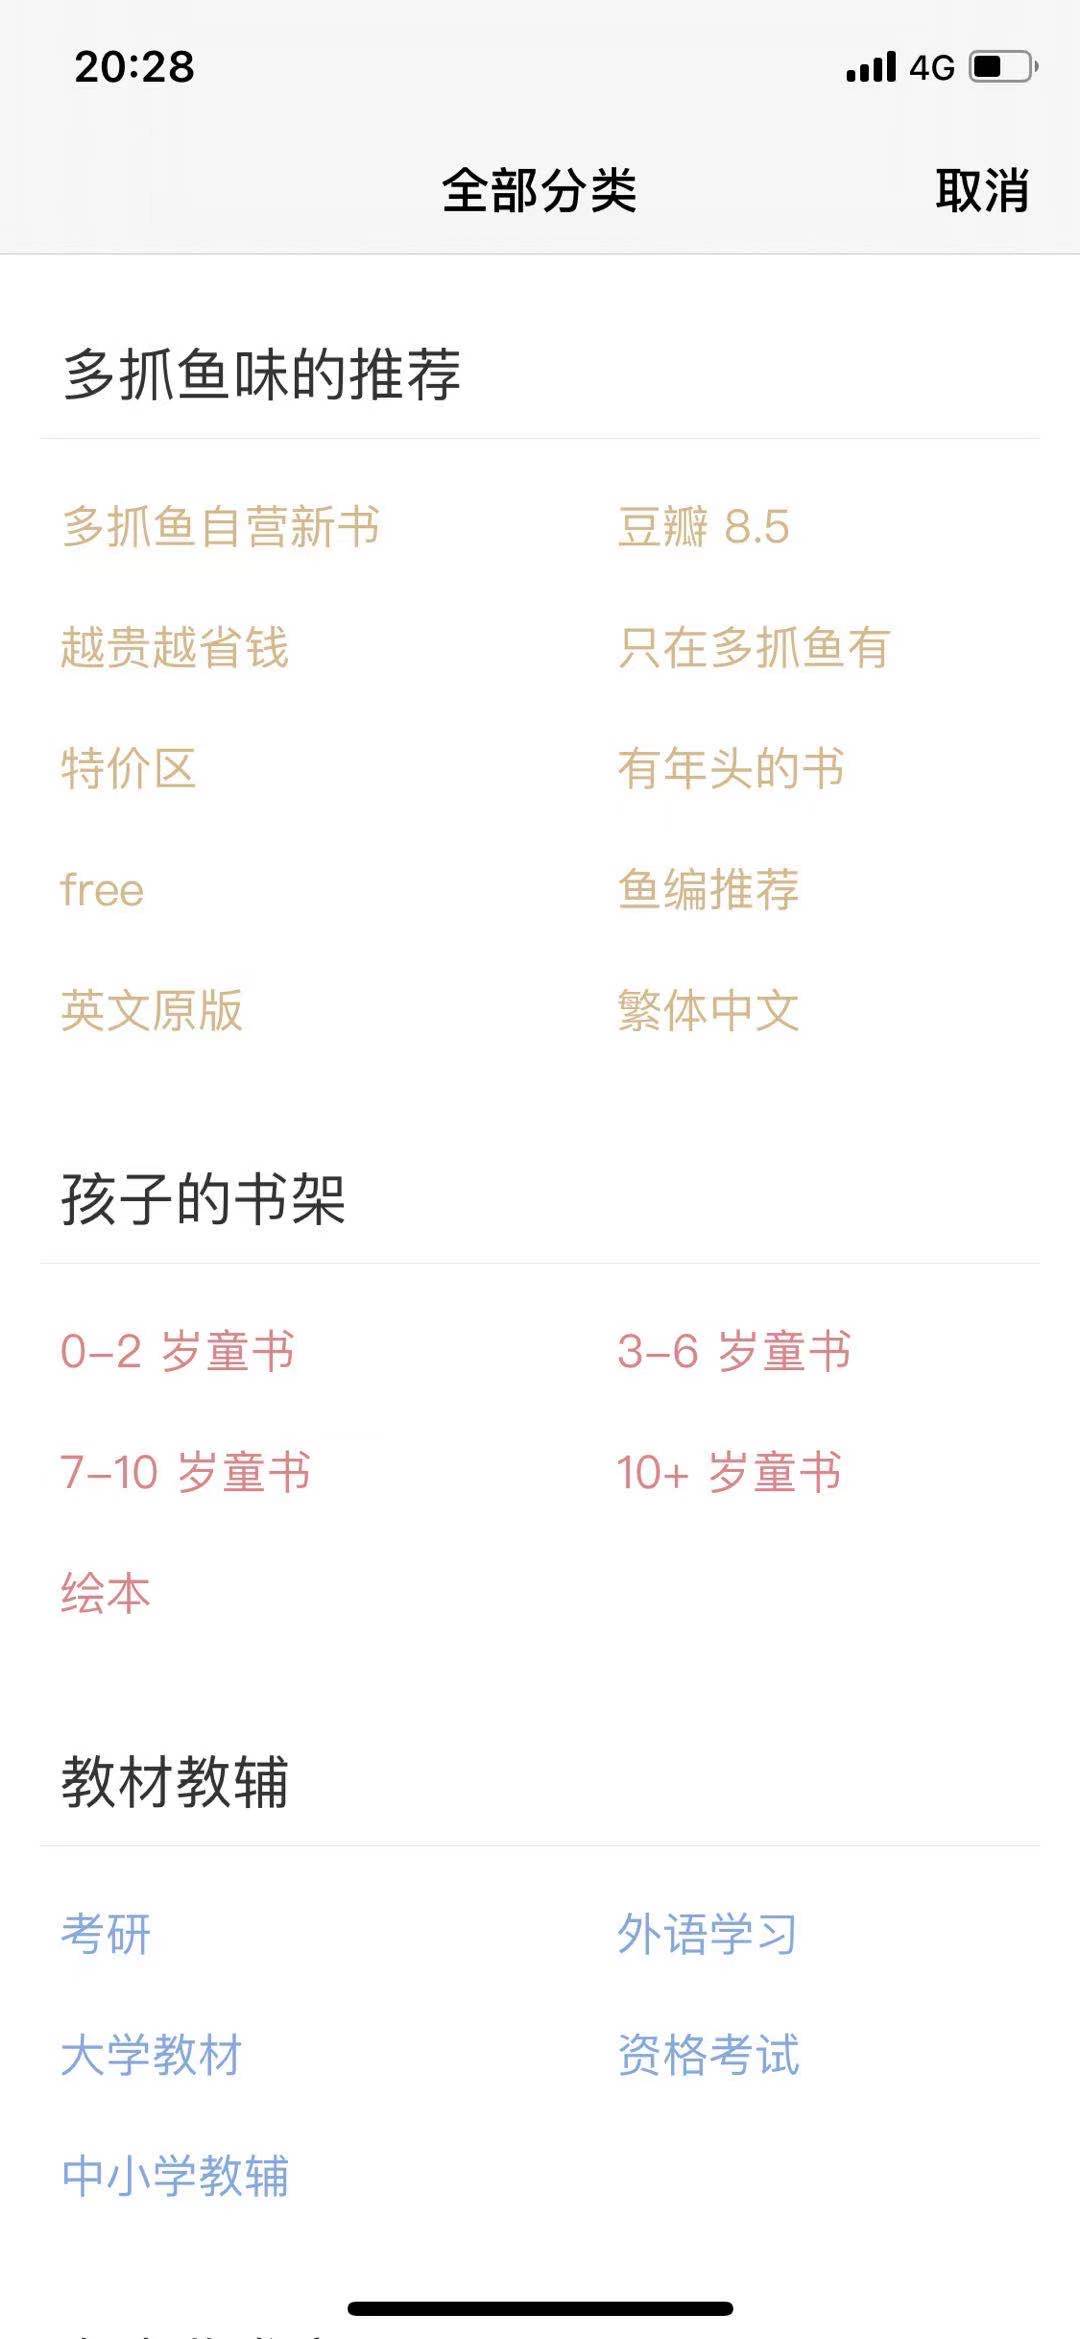 20:28
4G
全部分类
取消
多抓鱼味的推荐
多抓鱼自营新书
豆瓣 8.5
越贵越省钱
只在多抓鱼有
特价区
有年头的书
free
鱼编推荐
英文原版
繁体中文
孩子的书架
0-2 岁童书
3-6 岁童书
7-10 岁童书
10+ 岁童书
绘本
教材教辅
考研
外语学习
大学教材
资格考试
中小学教辅